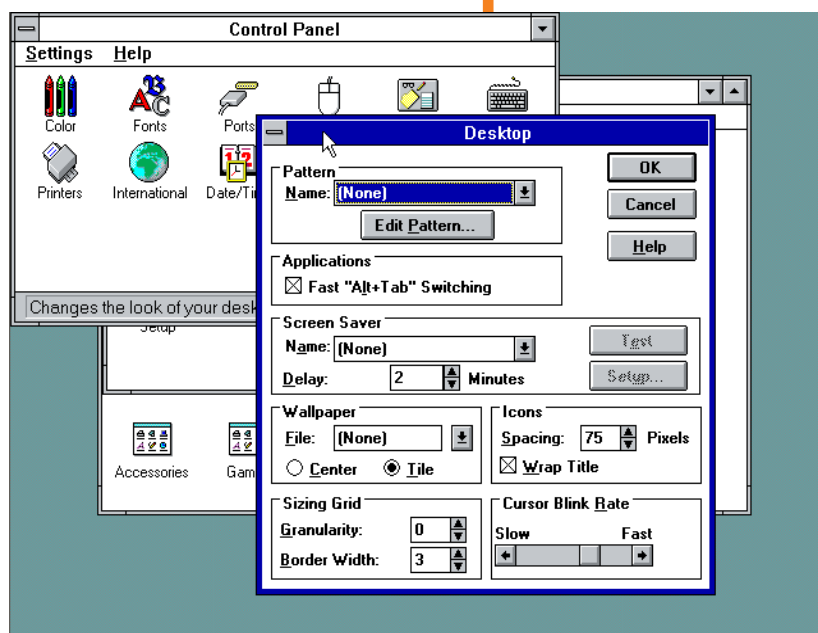 Control Panel
Settings Help
Color
Fonts
Ports
Printers
International
Date/Ti
Changes the look of your desk
Setup
Accessories
Gam
Desktop
Pattern
Name: (None)
Edit Pattern...
OK
Cancel
Help
Applications
Fast "Alt+Tab" Switching
Screen Saver
Name: (None)
Delay: 2 Minutes
Test
Setup...
Wallpaper
File: (None)
Center Tile
Icons
Spacing: 75 Pixels
Wrap Title
Sizing Grid
Granularity: 0
Border Width: 3
Cursor Blink Rate
Slow Fast